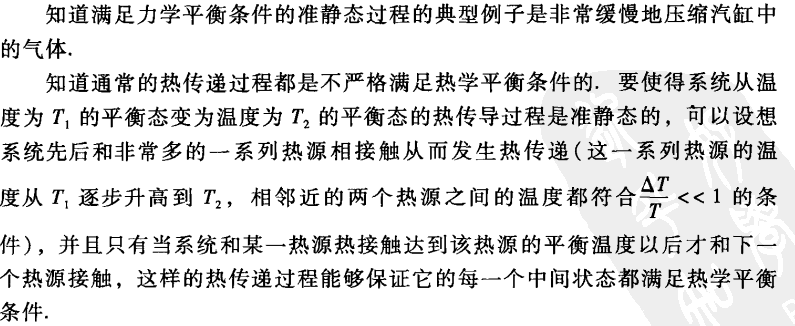 知道满足力学平衡条件的准静态过程的典型例子是非常缓慢地压缩汽缸中
的气体.
知道通常的热传递过程都是不严格满足热学平衡条件的. 要使得系统从温
度为 T₁ 的平衡态变为温度为 T₂ 的平衡态的热传导过程是准静态的, 可以设想
系统先后和非常多的一系列热源相接触从而发生热传递(这一系列热源的温
度从 T₁ 逐步升高到 T₂, 相邻近的两个热源之间的温度都符合 ΔT/T << 1 的条
件), 并且只有当系统和某一热源热接触达到该热源的平衡温度以后才和下一
个热源接触, 这样的热传递过程能够保证它的每一个中间状态都满足热学平衡
条件.